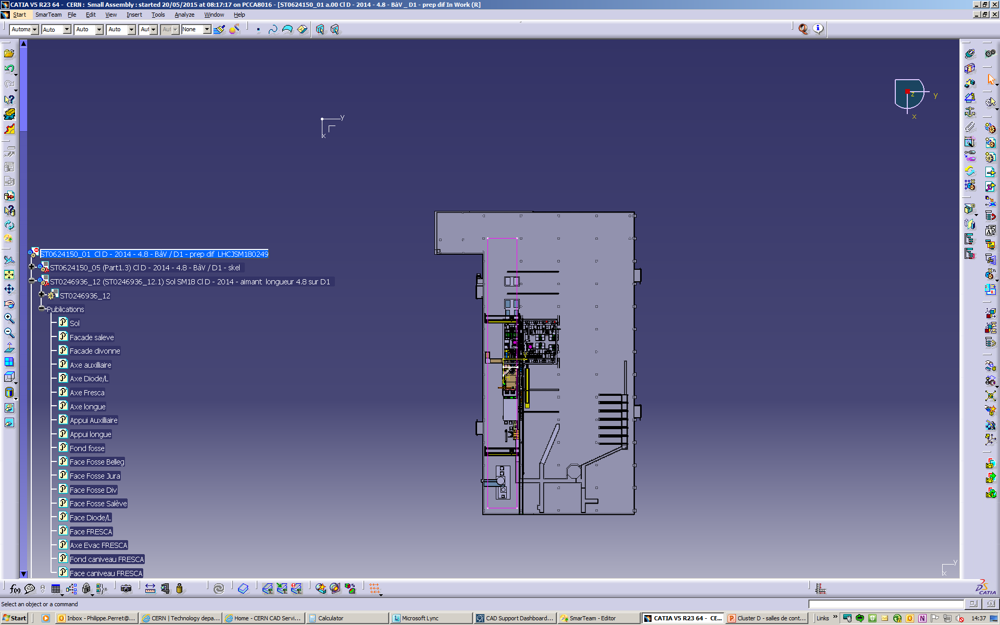 CATIA V5 R23 64 - CERN : Small Assembly : started 20/05/2015 at 08:17:17 on PCCA8016 - [ST0624150_01 a.00 Cl D - 2014 - 4.8 - BàV _ D1 - prep dif In Work (R]
Start SmarTeam File Edit View Insert Tools Analyze Window Help
Automa Auto Auto Auto Aut Aut None
z y
x
y
x
ST0624150_01 Cl D - 2014 - 4.8 - BàV / D1 - prep dif LHCJSM180249
ST0624150_05 (Part1.3) Cl D - 2014 - 4.8 - BàV / D1 - skel
ST0246936_12 (ST0246936_12.1) Sol SM18 Cl D - 2014 - aimant longueur 4.8 sur D1
ST0246936_12
Publications
Sol
Facade saleve
Facade divonne
Axe auxilliaire
Axe Diode/L
Axe Fresca
Axe longue
Appui Auxilliaire
Appui longue
Fond fosse
Face Fosse Belleg
Face Fosse Jura
Face Fosse Div
Face Fosse Salève
Face Diode/L
Face FRESCA
Axe Evac FRESCA
Fond caniveau FRESCA
Face caniveau FRESCA
y
x
f(x)
DS CATIA
Select an object or a command
Start Inbox - Philippe.Perret@... CERN | Technology depa... Home - CERN CAD Servi... Calculator Microsoft Lync CAD Support Dashboard... SmarTeam - Editor CATIA V5 R23 64 - CE... Cluster D - salles de cont... Links » 14:37